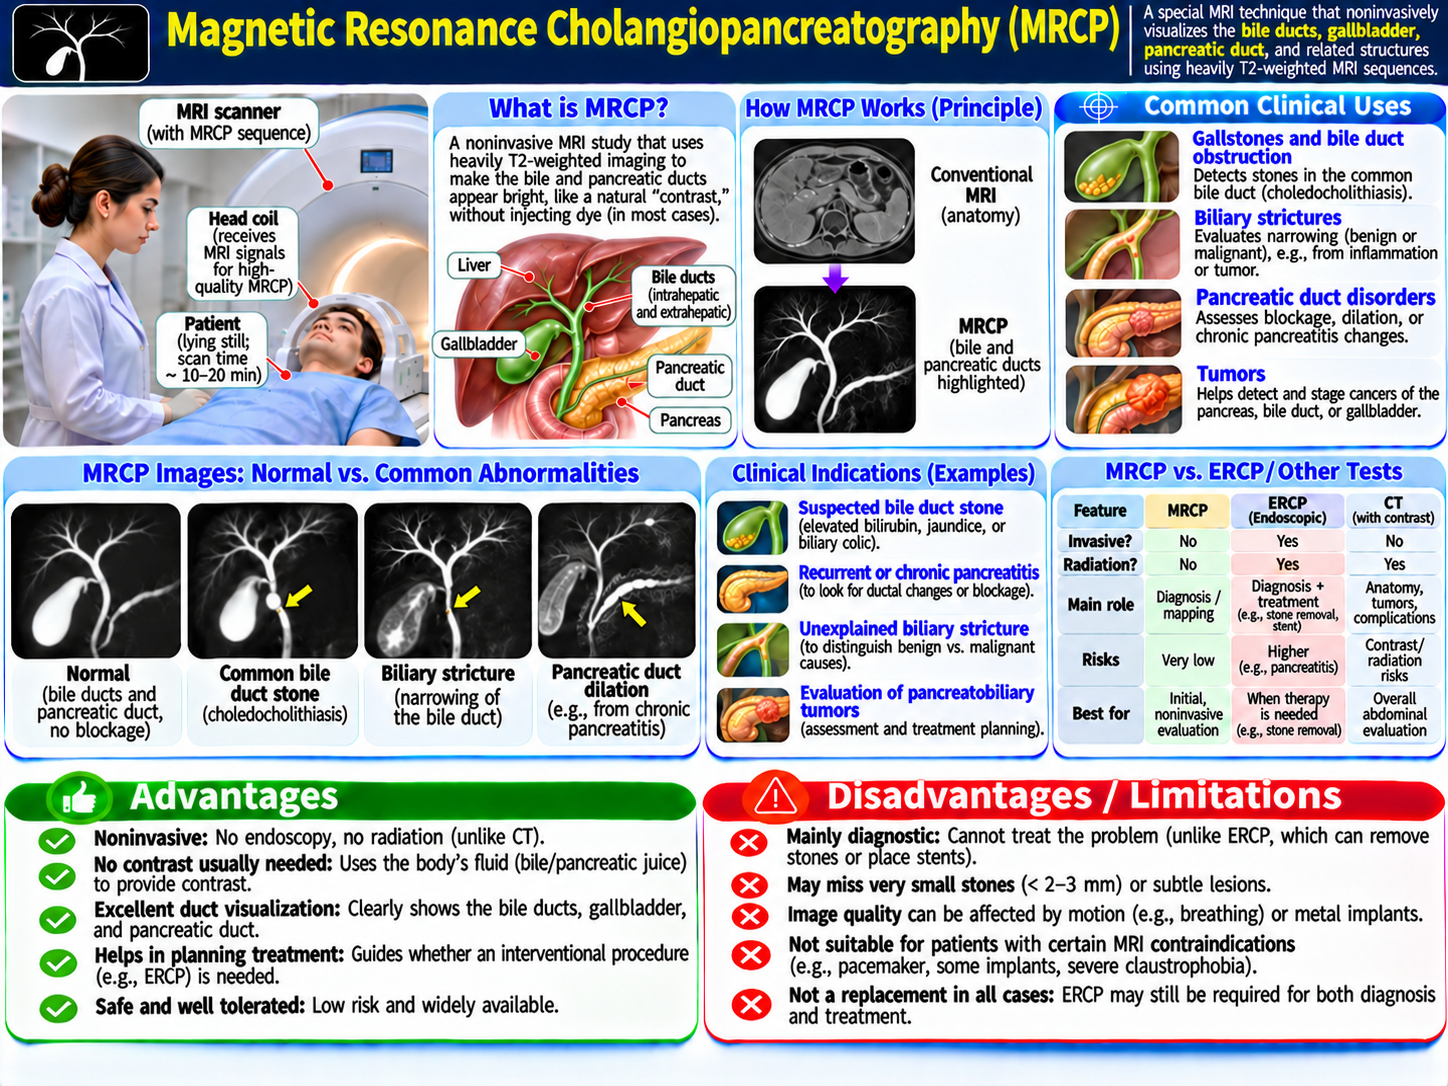 Magnetic Resonance Cholangiopancreatography (MRCP)
A special MRI technique that noninvasively
visualizes the bile ducts, gallbladder,
pancreatic duct, and related structures
using heavily T2-weighted MRI sequences.
MRI scanner
(with MRCP sequence)
Head coil
(receives
MRI signals
for high-
quality MRCP)
Patient
(lying still;
scan time
~ 10–20 min)
What is MRCP?
A noninvasive MRI study that uses
heavily T2-weighted imaging to
make the bile and pancreatic ducts
appear bright, like a natural “contrast,”
without injecting dye (in most cases).
Liver
Bile ducts
(intrahepatic
and extrahepatic)
Gallbladder
Pancreatic
duct
Pancreas
How MRCP Works (Principle)
Conventional
MRI
(anatomy)
MRCP
(bile and
pancreatic ducts
highlighted)
Common Clinical Uses
Gallstones and bile duct
obstruction
Detects stones in the common
bile duct (choledocholithiasis).
Biliary strictures
Evaluates narrowing (benign or
malignant), e.g., from inflammation
or tumor.
Pancreatic duct disorders
Assesses blockage, dilation, or
chronic pancreatitis changes.
Tumors
Helps detect and stage cancers of the
pancreas, bile duct, or gallbladder.
MRCP Images: Normal vs. Common Abnormalities
Normal
(bile ducts and
pancreatic duct,
no blockage)
Common bile
duct stone
(choledocholithiasis)
Biliary stricture
(narrowing of
the bile duct)
Pancreatic duct
dilation
(e.g., from chronic
pancreatitis)
Clinical Indications (Examples)
Suspected bile duct stone
(elevated bilirubin, jaundice, or
biliary colic).
Recurrent or chronic pancreatitis
(to look for ductal changes or blockage).
Unexplained biliary stricture
(to distinguish benign vs. malignant
causes).
Evaluation of pancreatobiliary
tumors
(assessment and treatment planning).
MRCP vs. ERCP/Other Tests
Feature MRCP ERCP (Endoscopic) CT (with contrast)
Invasive? No Yes No
Radiation? No Yes Yes
Main role Diagnosis / mapping Diagnosis + treatment (e.g., stone removal, stent) Anatomy, tumors, complications
Risks Very low Higher (e.g., pancreatitis) Contrast/ radiation risks
Best for Initial, noninvasive evaluation When therapy is needed (e.g., stone removal) Overall abdominal evaluation
Advantages
Noninvasive: No endoscopy, no radiation (unlike CT).
No contrast usually needed: Uses the body’s fluid (bile/pancreatic juice)
to provide contrast.
Excellent duct visualization: Clearly shows the bile ducts, gallbladder,
and pancreatic duct.
Helps in planning treatment: Guides whether an interventional procedure
(e.g., ERCP) is needed.
Safe and well tolerated: Low risk and widely available.
Disadvantages / Limitations
Mainly diagnostic: Cannot treat the problem (unlike ERCP, which can remove
stones or place stents).
May miss very small stones (< 2–3 mm) or subtle lesions.
Image quality can be affected by motion (e.g., breathing) or metal implants.
Not suitable for patients with certain MRI contraindications
(e.g., pacemaker, some implants, severe claustrophobia).
Not a replacement in all cases: ERCP may still be required for both diagnosis
and treatment.